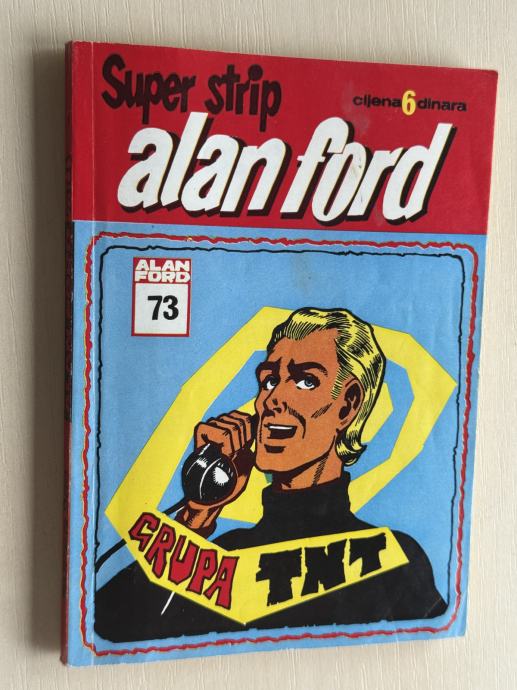 Super strip
cijena 6 dinara
alan ford
ALAN
FORD
73
GRUPA TNT